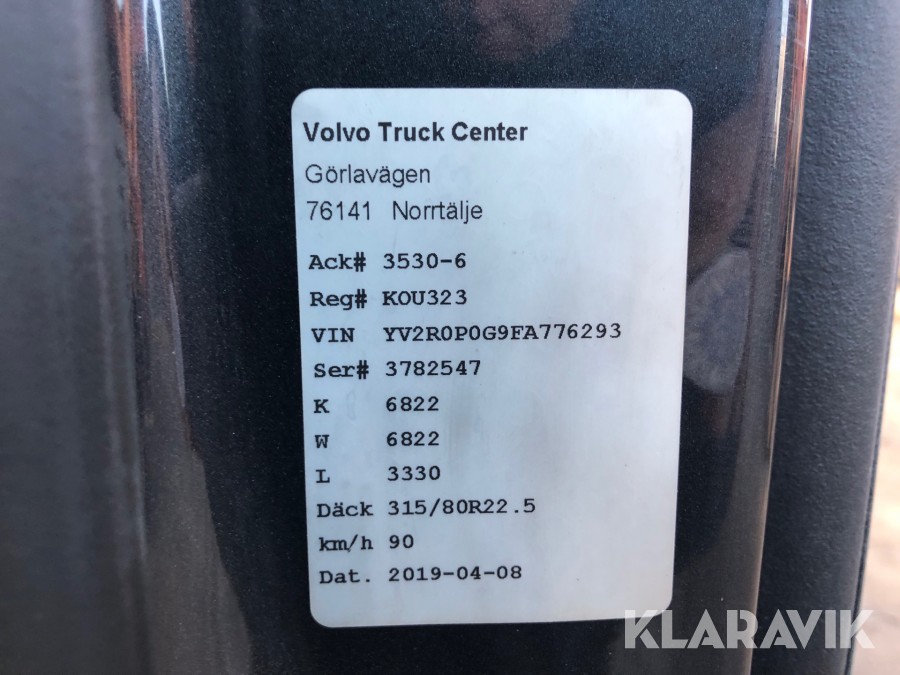 Volvo Truck Center
Görlavägen
76141 Norrtälje
Ack# 3530-6
Reg# KOU323
VIN YV2R0P0G9FA776293
Ser# 3782547
K 6822
W 6822
L 3330
Däck 315/80R22.5
km/h 90
Dat. 2019-04-08
KLARAVIK